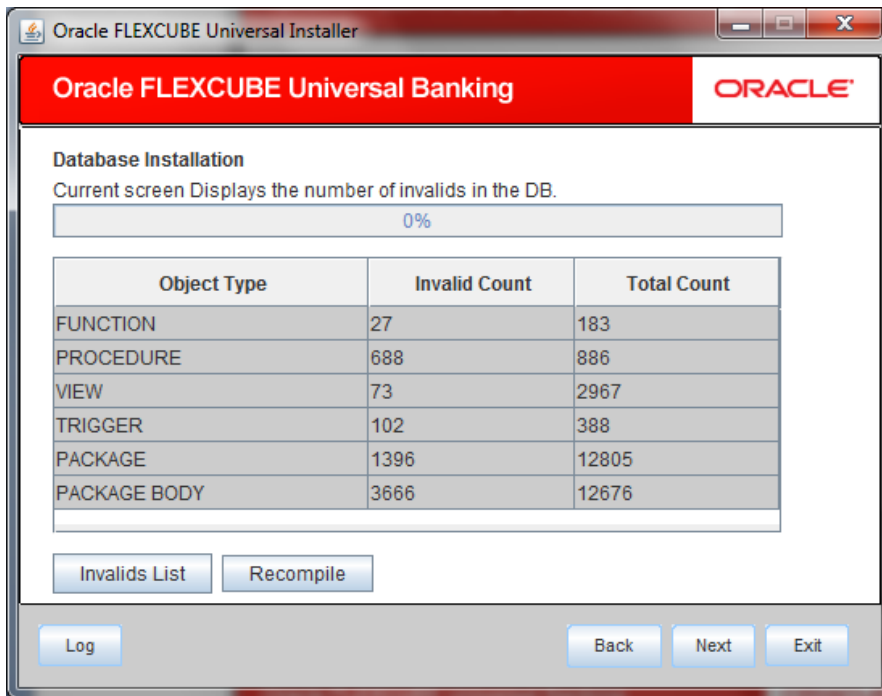 Oracle FLEXCUBE Universal Installer
Oracle FLEXCUBE Universal Banking
ORACLE
Database Installation
Current screen Displays the number of invalids in the DB.
0%
Object Type Invalid Count Total Count
FUNCTION 27 183
PROCEDURE 688 886
VIEW 73 2967
TRIGGER 102 388
PACKAGE 1396 12805
PACKAGE BODY 3666 12676
Invalids List Recompile
Log Back Next Exit